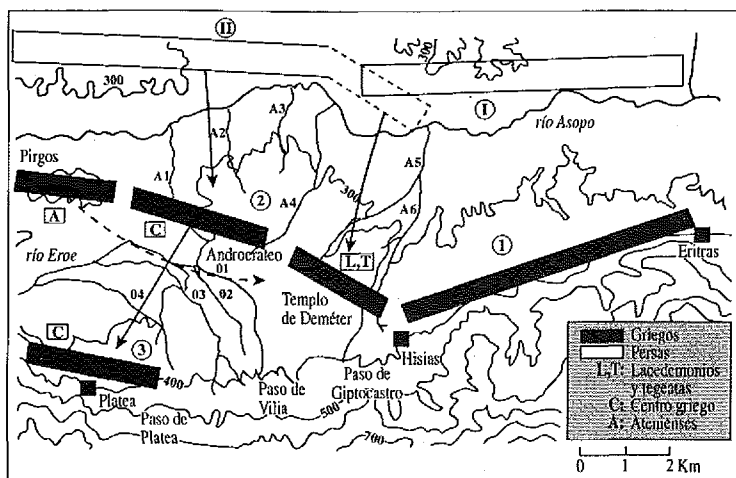 II
300
I
río Asopo
300
A3
A2
A5
Pirgos
A1
A
2
A4
300
A6
C
L,T
1
río Eroe
Androcraleo
01
Eritras
04
03
02
Templo
de Deméter
C
3
Hisias
400
Platea
Paso de
Vilia
Paso de
Giptocastro
Paso de
Platea
500
700
Griegos
Persas
L,T: Lacedemonios
y tegeatas
C: Centro griego
A: Atenienses
0 1 2 Km